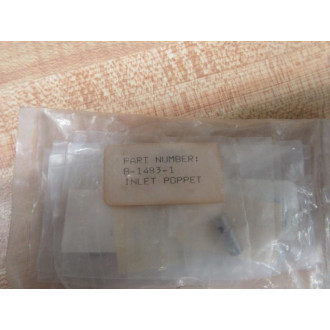 PART NUMBER:
B-1483-1
INLET POPPET